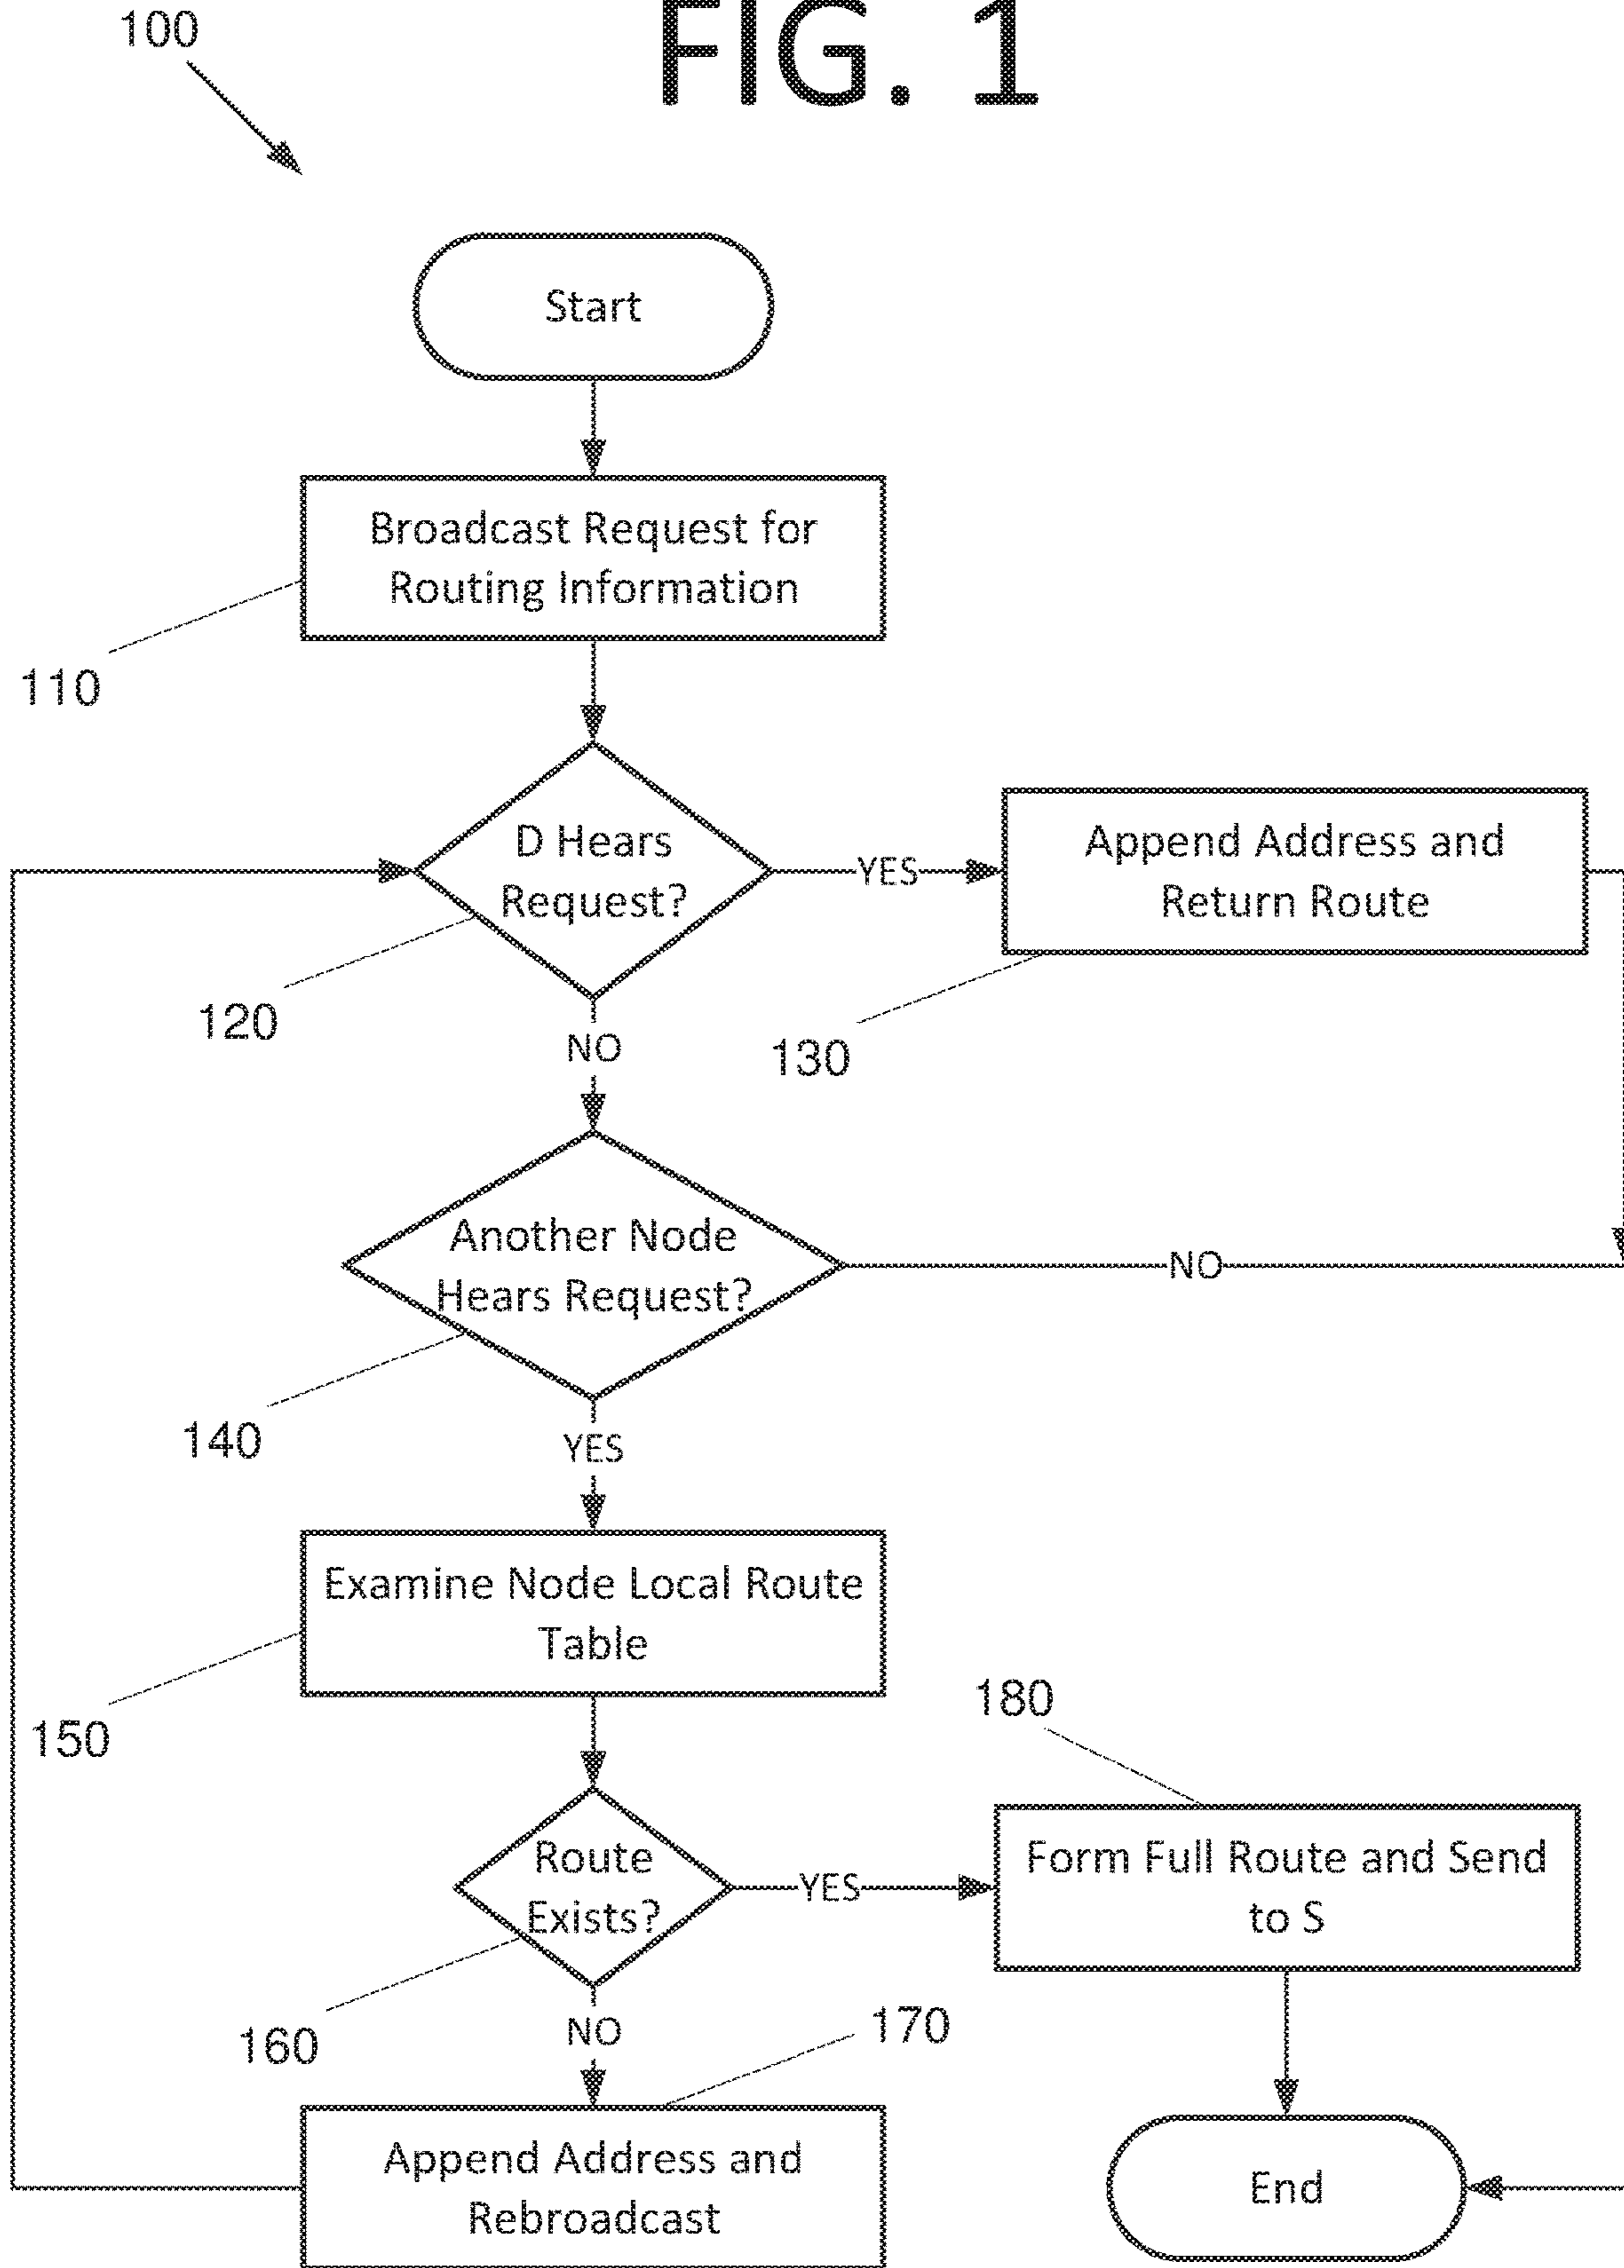 100
FIG. 1
Start
Broadcast Request for
Routing Information
110
D Hears
Request?
YES
Append Address and
Return Route
120
NO
130
Another Node
Hears Request?
NO
140
YES
Examine Node Local Route
Table
150
180
Route
Exists?
YES
Form Full Route and Send
to S
160
NO
170
Append Address and
Rebroadcast
End